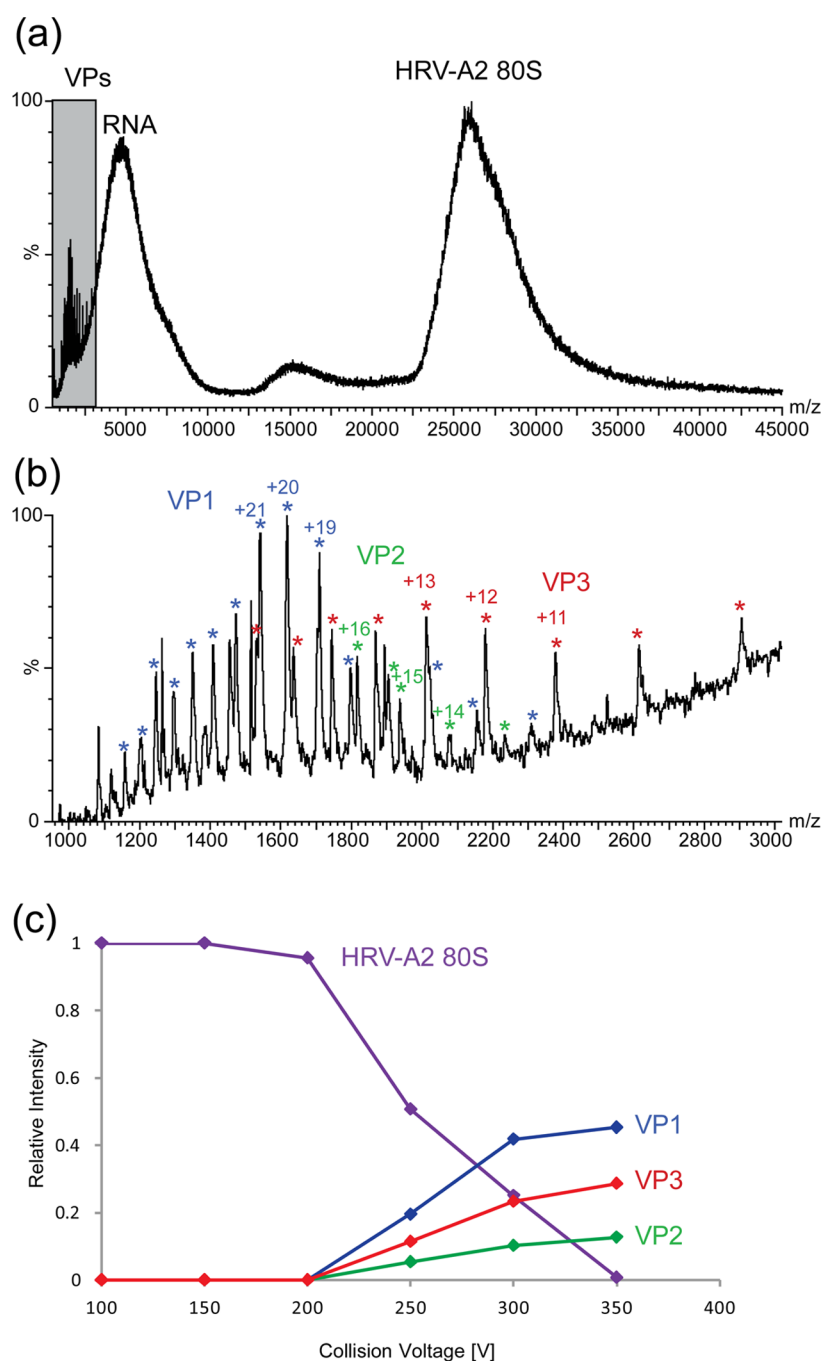 (a)
VPs
HRV-A2 80S
100
RNA
%
0
m/z
5000 10000 15000 20000 25000 30000 35000 40000 45000
(b)
+20
VP1
+21
100
* +19
* *
VP2
+13
VP3
+12
+16
+11
%
+15
+14
0
m/z
1000 1200 1400 1600 1800 2000 2200 2400 2600 2800 3000
(c)
1
HRV-A2 80S
0.8
0.6
Relative Intensity
0.4
VP1
VP3
0.2
VP2
0
100 150 200 250 300 350 400
Collision Voltage [V]